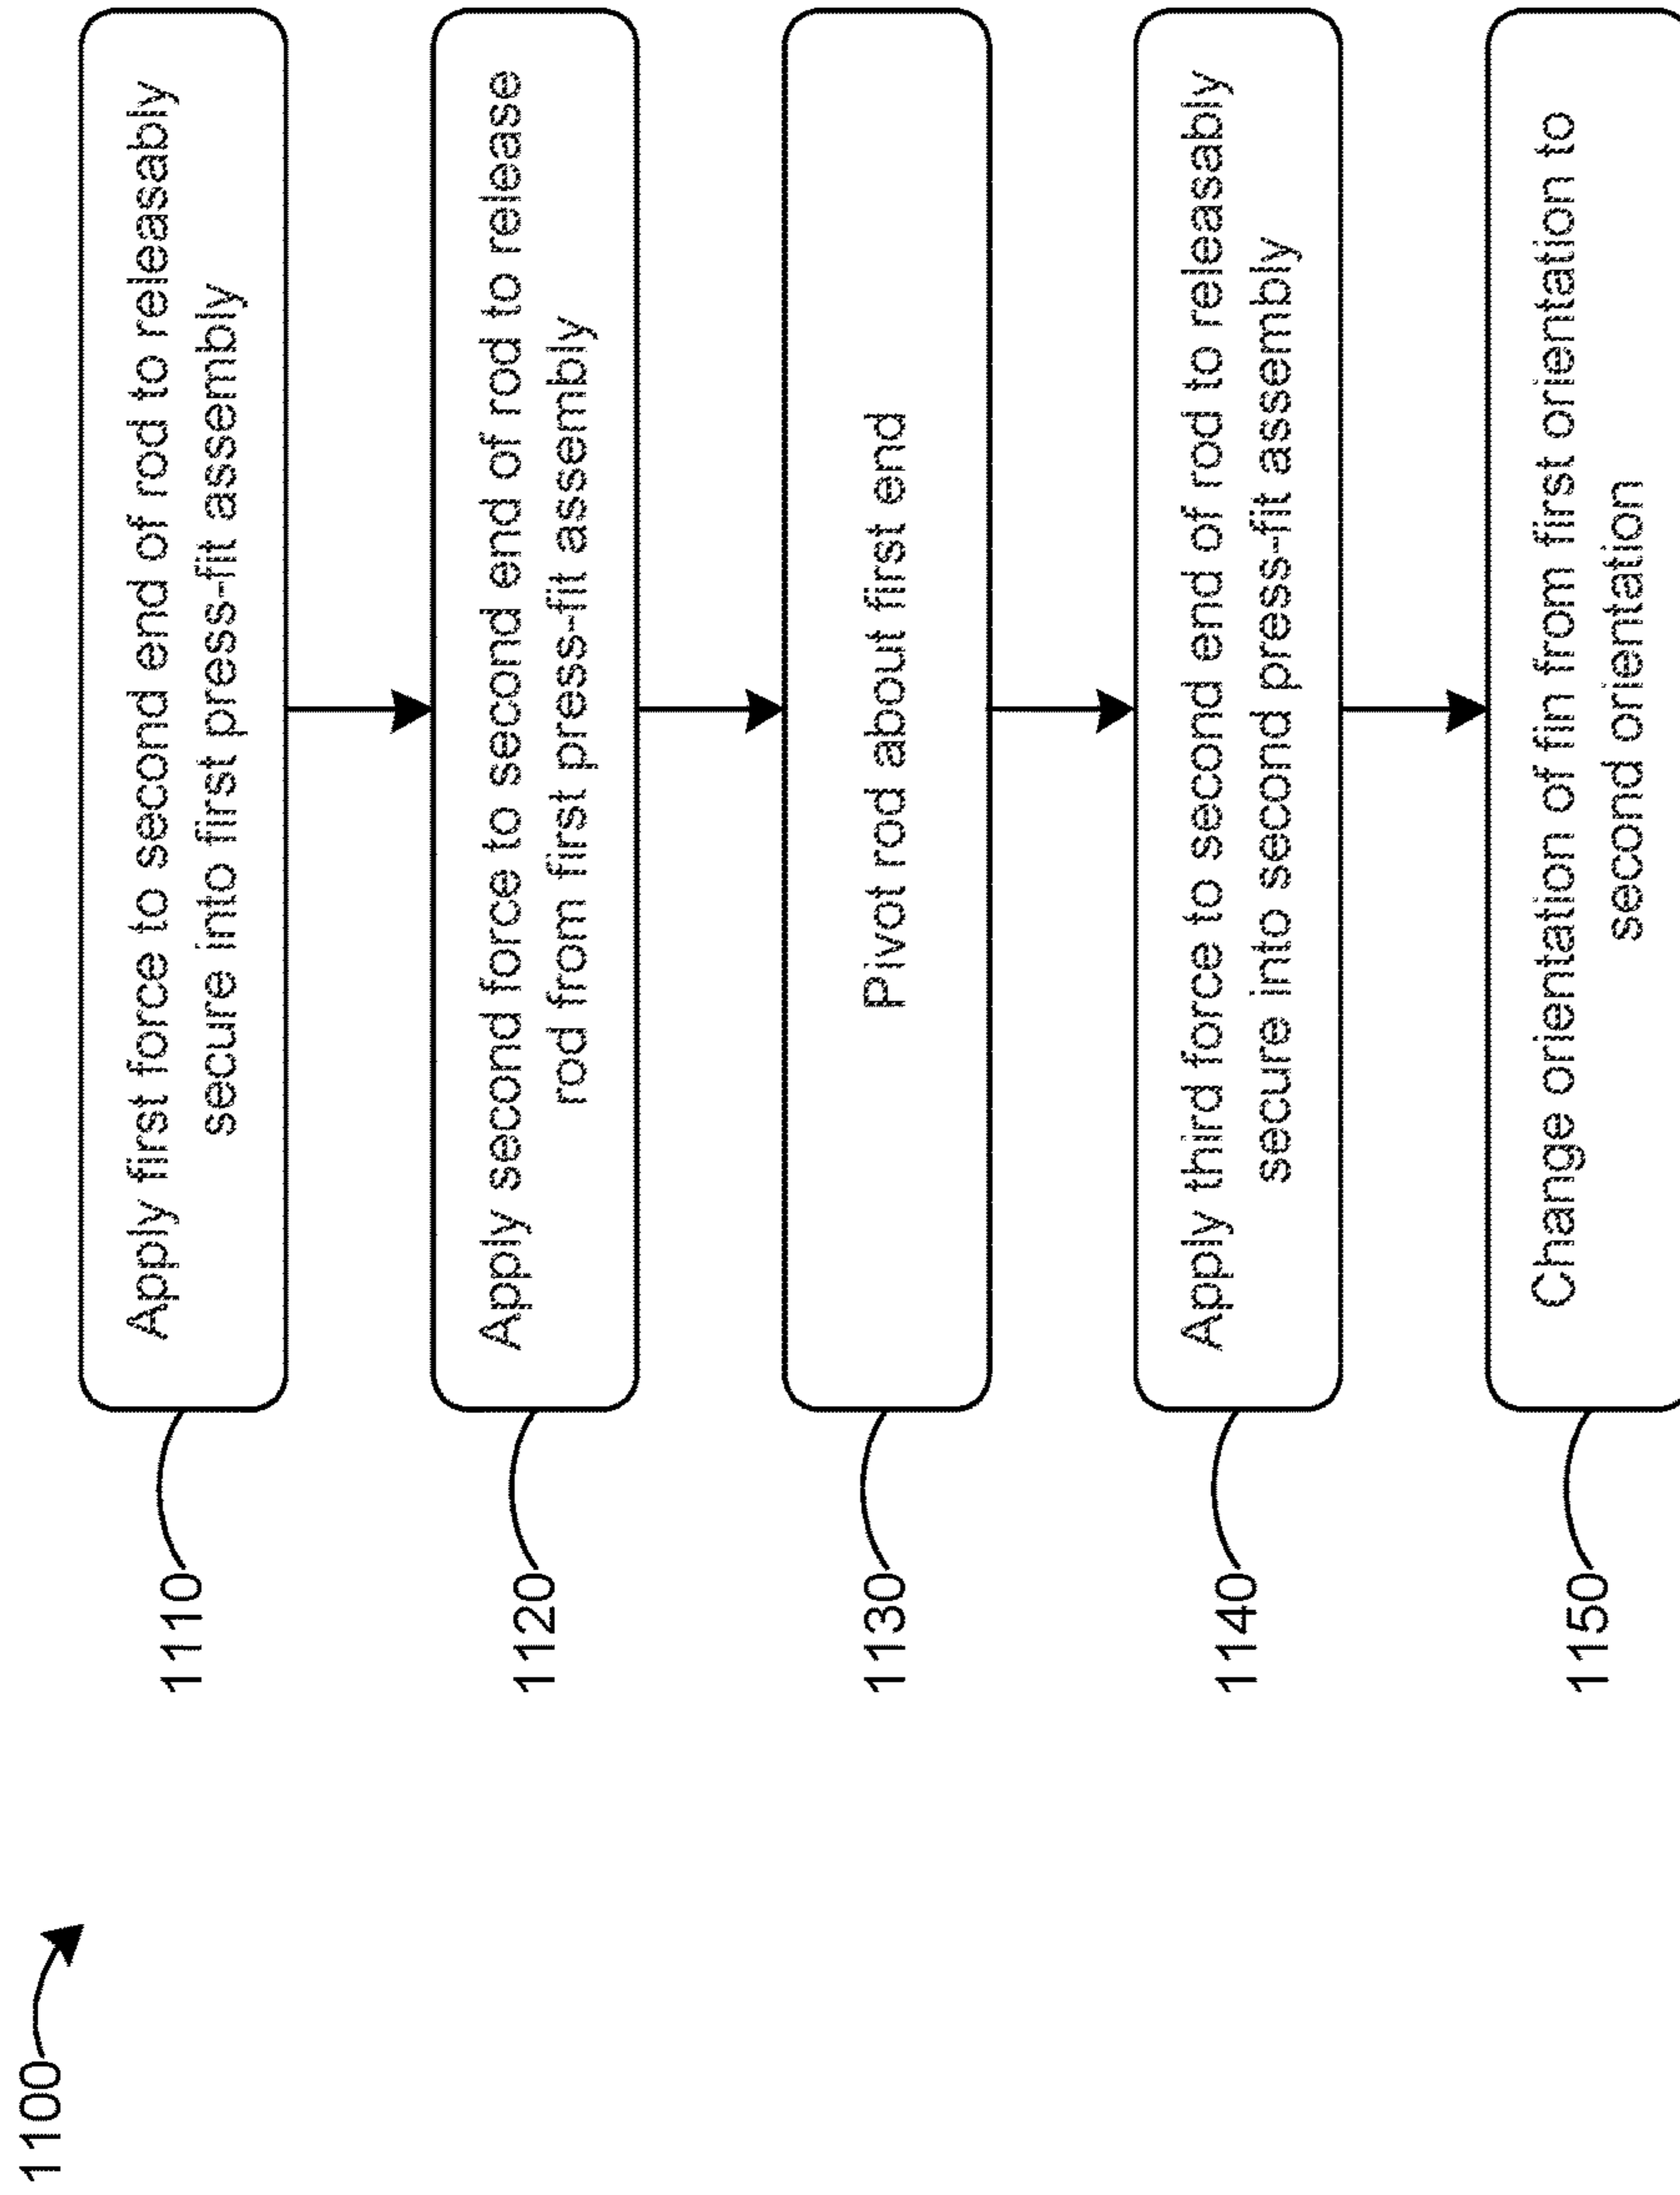 1100
1110
Apply first force to second end of rod to releasably
secure into first press-fit assembly
1120
Apply second force to second end of rod to release
rod from first press-fit assembly
1130
Pivot rod about first end
1140
Apply third force to second end of rod to releasably
secure into second press-fit assembly
1150
Change orientation of fin from first orientation to
second orientation